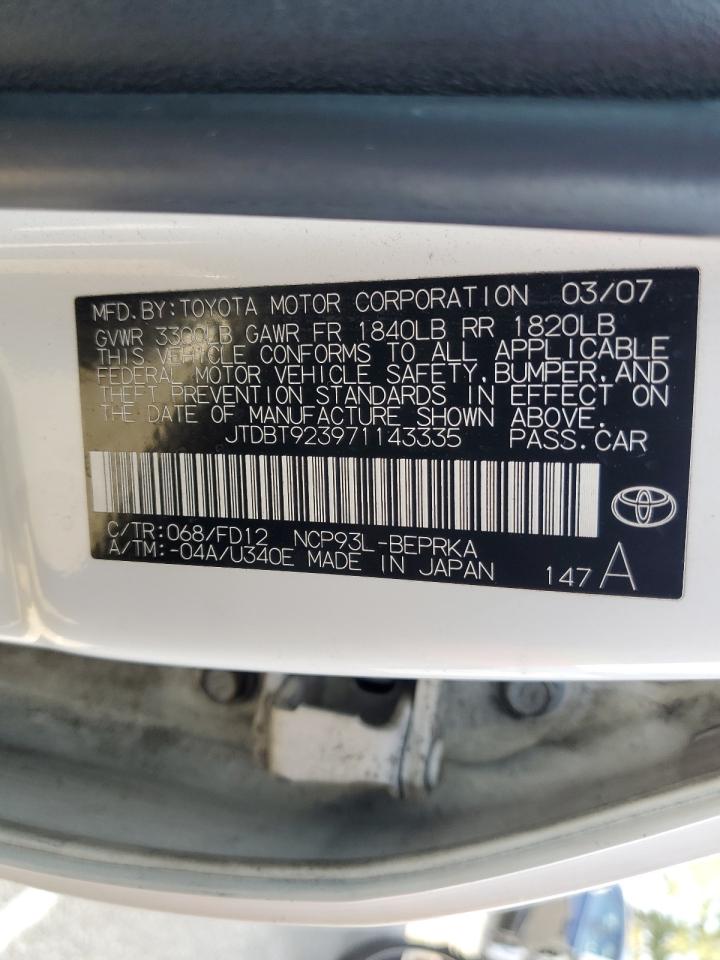 MFD. BY: TOYOTA MOTOR CORPORATION 03/07
GVWR 3300LB GAWR FR 1840LB RR 1820LB
THIS VEHICLE CONFORMS TO ALL APPLICABLE
FEDERAL MOTOR VEHICLE SAFETY, BUMPER, AND
THEFT PREVENTION STANDARDS IN EFFECT ON
THE DATE OF MANUFACTURE SHOWN ABOVE.
JTDBT923971143335 PASS. CAR
C/TR: 068/FD12 NCP93L-BEPRKA
A/TM: -04A/U340E MADE IN JAPAN 147 A